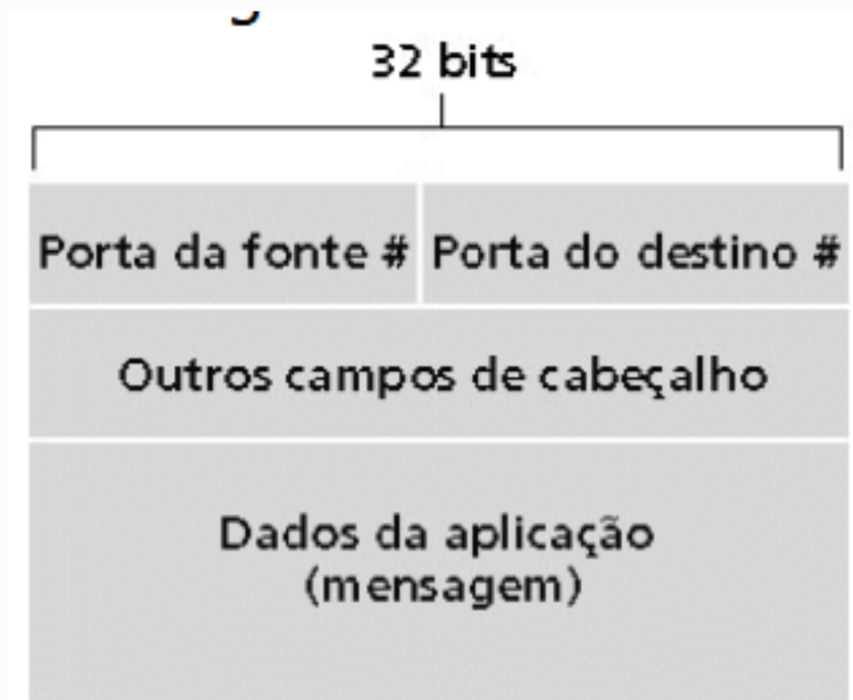 32 bits
Porta da fonte # Porta do destino #
Outros campos de cabeçalho
Dados da aplicação
(mensagem)